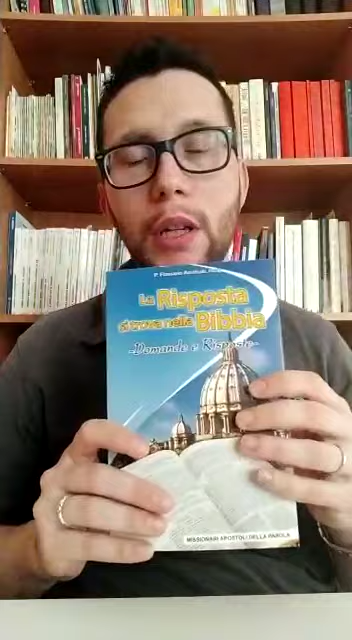 La Risposta
si trova nella Bibbia
-Domande e Risposte-
MISSIONARI APOSTOLI DELLA PAROLA